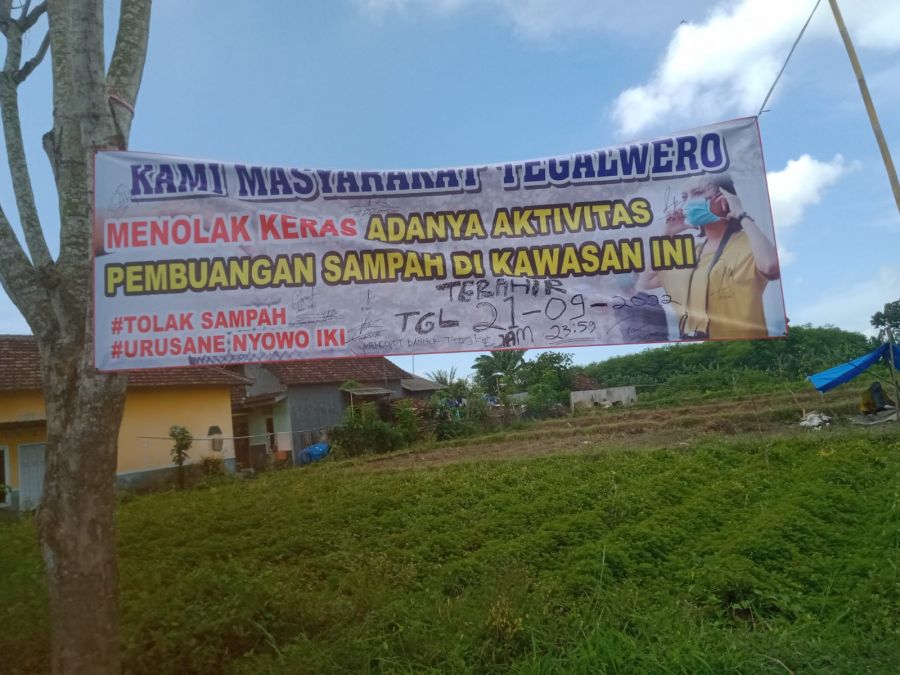 KAMI MASYARAKAT TEGALWERO
MENOLAK KERAS ADANYA AKTIVITAS
PEMBUANGAN SAMPAH DI KAWASAN INI
TERAHIR
TGL 21-09-2022
JAM 23:59
#TOLAK SAMPAH
#URUSANE NYOWO IKI
MENCOPOT